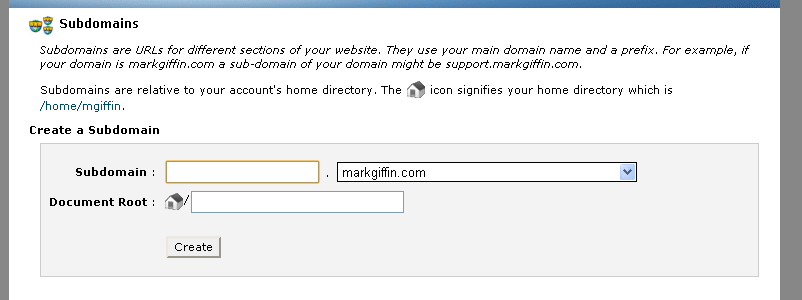 Subdomains
Subdomains are URLs for different sections of your website. They use your main domain name and a prefix. For example, if
your domain is markgiffin.com a sub-domain of your domain might be support.markgiffin.com.
Subdomains are relative to your account's home directory. The icon signifies your home directory which is
/home/mgiffin.
Create a Subdomain
Subdomain : . markgiffin.com
Document Root : /
Create